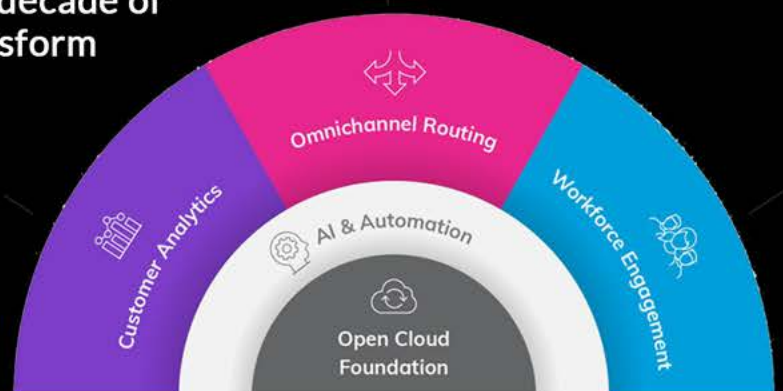 decade of
sform
Omnichannel Routing
Customer Analytics
Workforce Engagement
AI & Automation
Open Cloud
Foundation